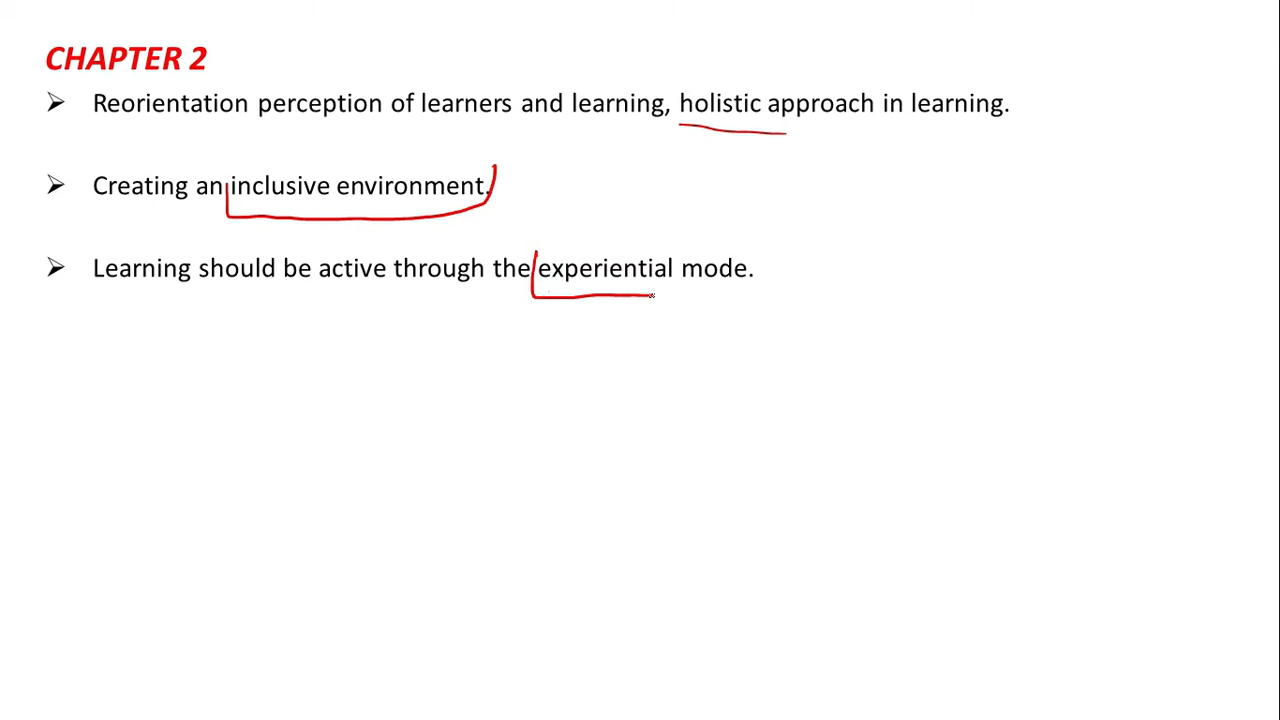 CHAPTER 2
➢ Reorientation perception of learners and learning, holistic approach in learning.
➢ Creating an inclusive environment.
➢ Learning should be active through the experiential mode.